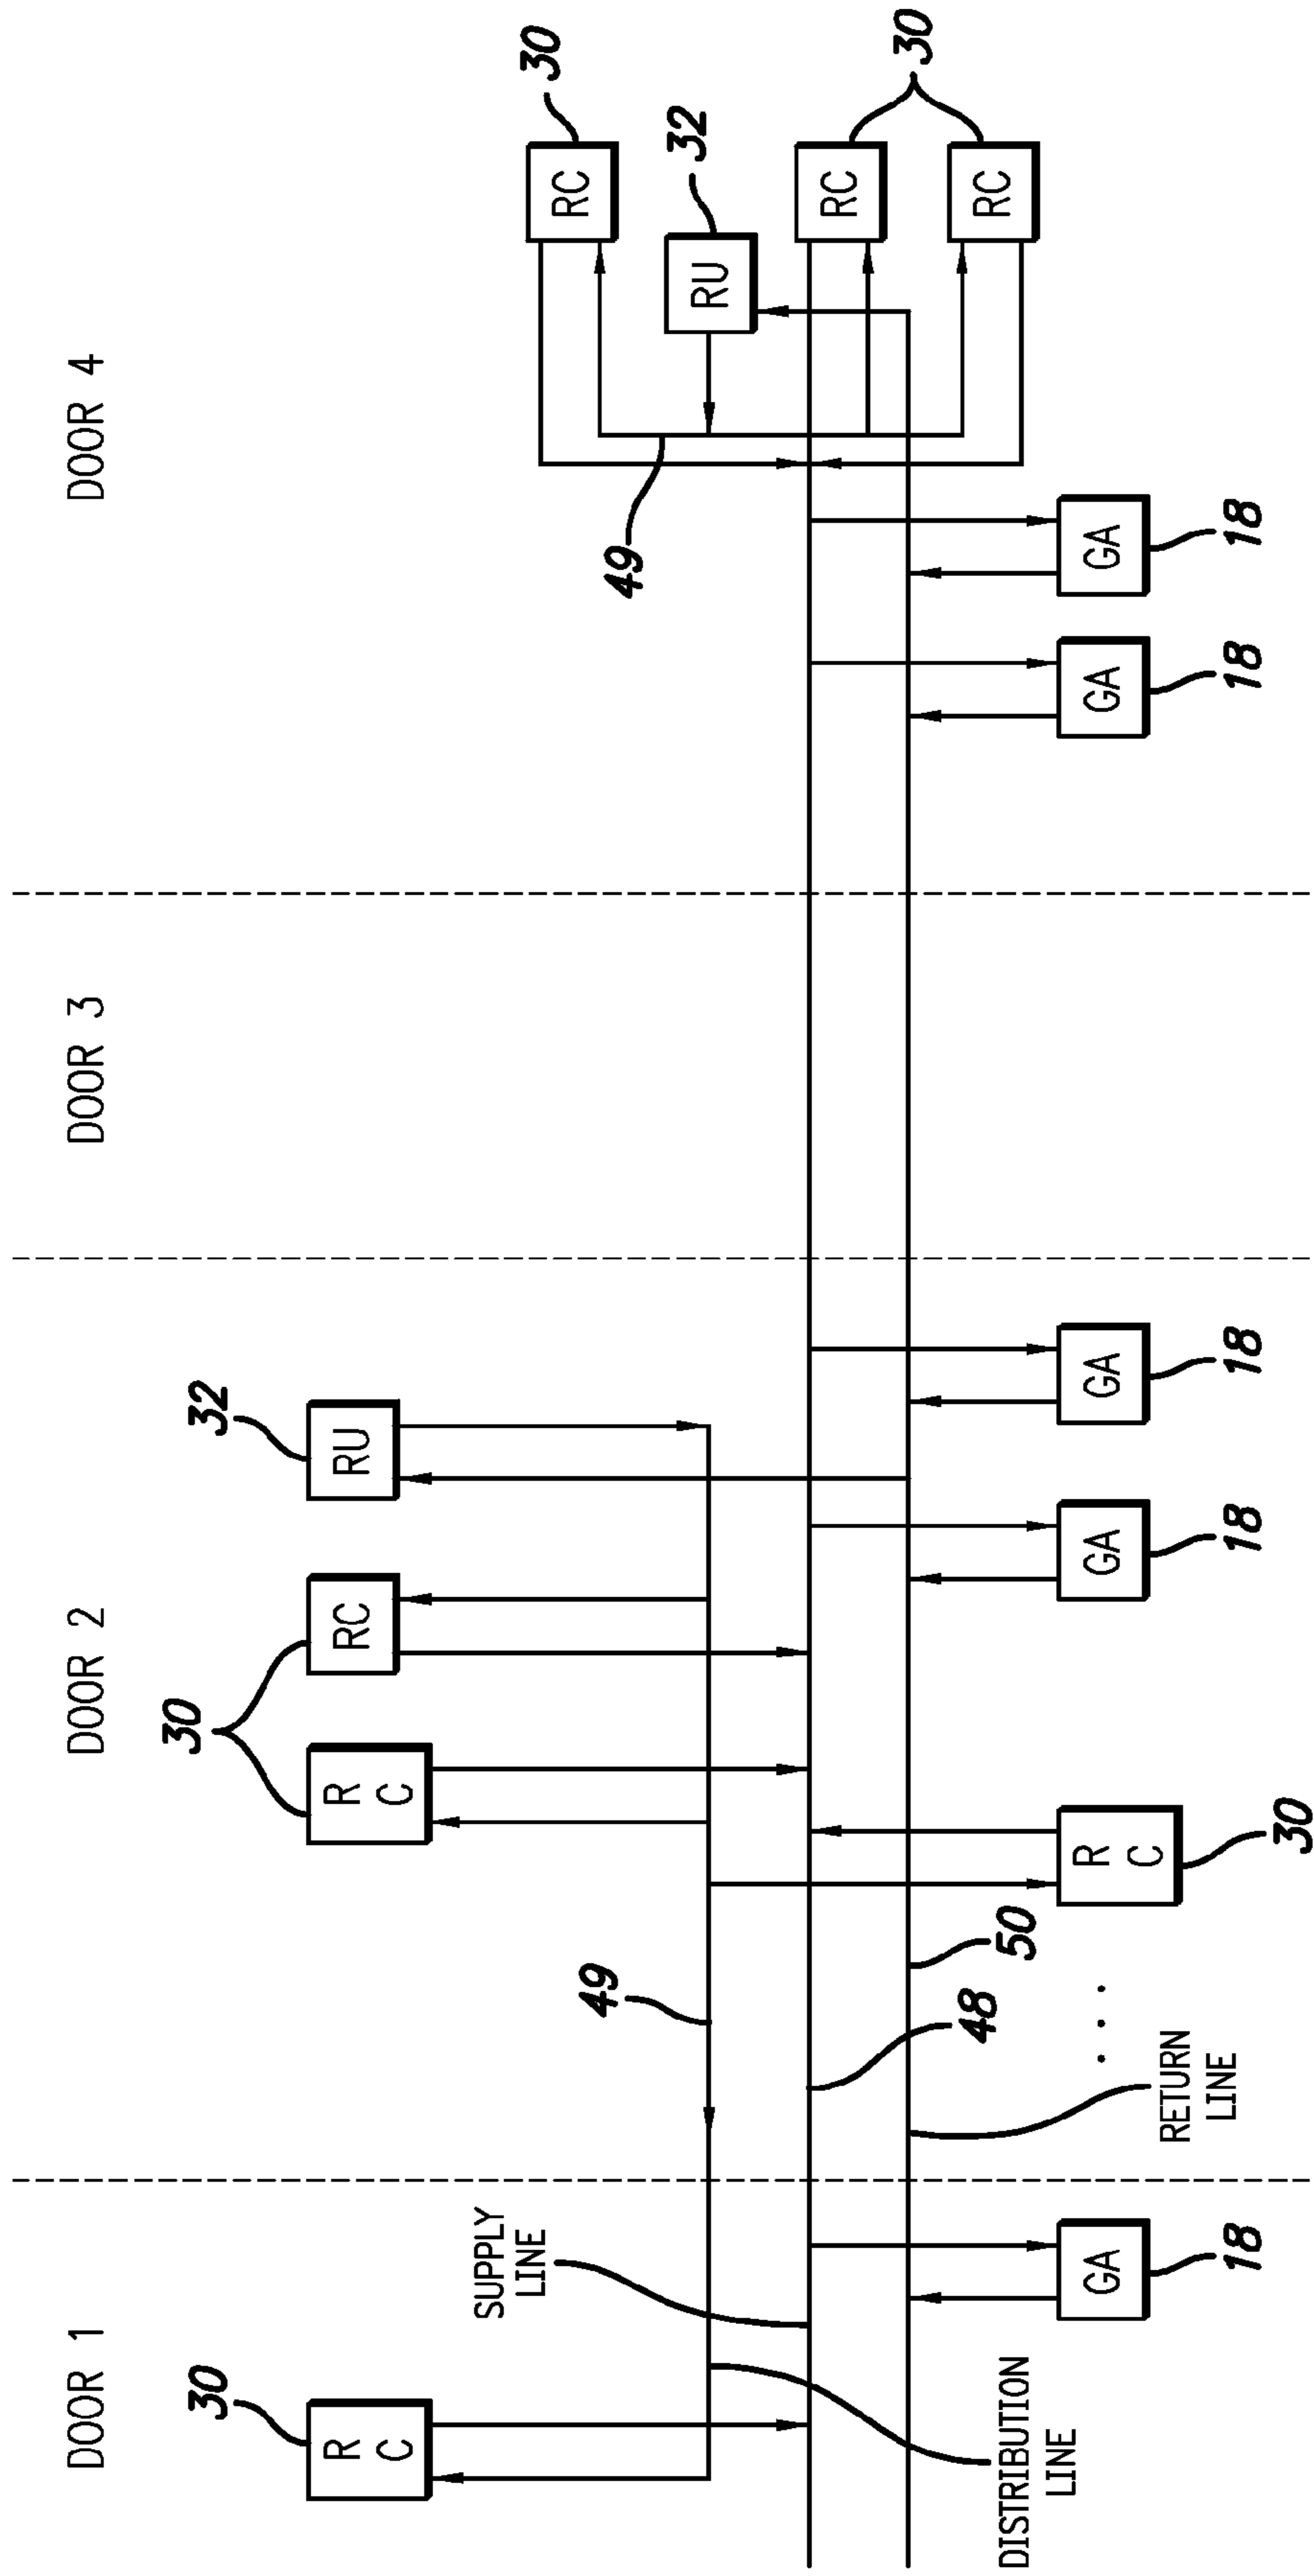 DOOR 1
DOOR 2
DOOR 3
DOOR 4
30
R
C
30
R
C
RC
32
RU
30
RC
32
RU
49
49
SUPPLY
LINE
30
RC
RC
DISTRIBUTION
LINE
48
50
RETURN
LINE
. . .
GA
18
R
C
30
GA
18
GA
18
GA
18
GA
18